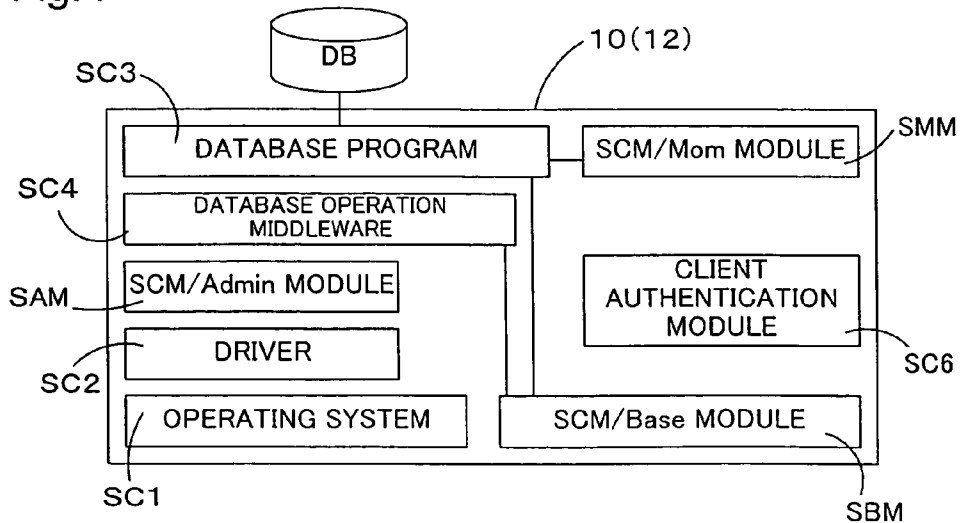 DB
10(12)
SC3
DATABASE PROGRAM
SCM/Mom MODULE
SMM
SC4
DATABASE OPERATION
MIDDLEWARE
SCM/Admin MODULE
SAM
CLIENT
AUTHENTICATION
MODULE
DRIVER
SC2
SC6
OPERATING SYSTEM
SCM/Base MODULE
SC1
SBM